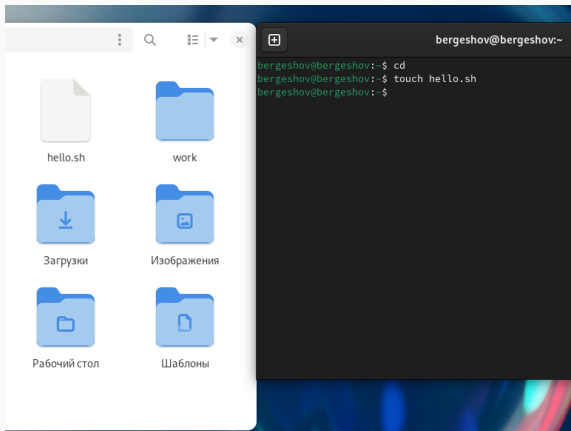 hello.sh
work
Загрузки
Изображения
Рабочий стол
Шаблоны
bergeshov@bergeshov:~
bergeshov@bergeshov:~$ cd
bergeshov@bergeshov:~$ touch hello.sh
bergeshov@bergeshov:~$